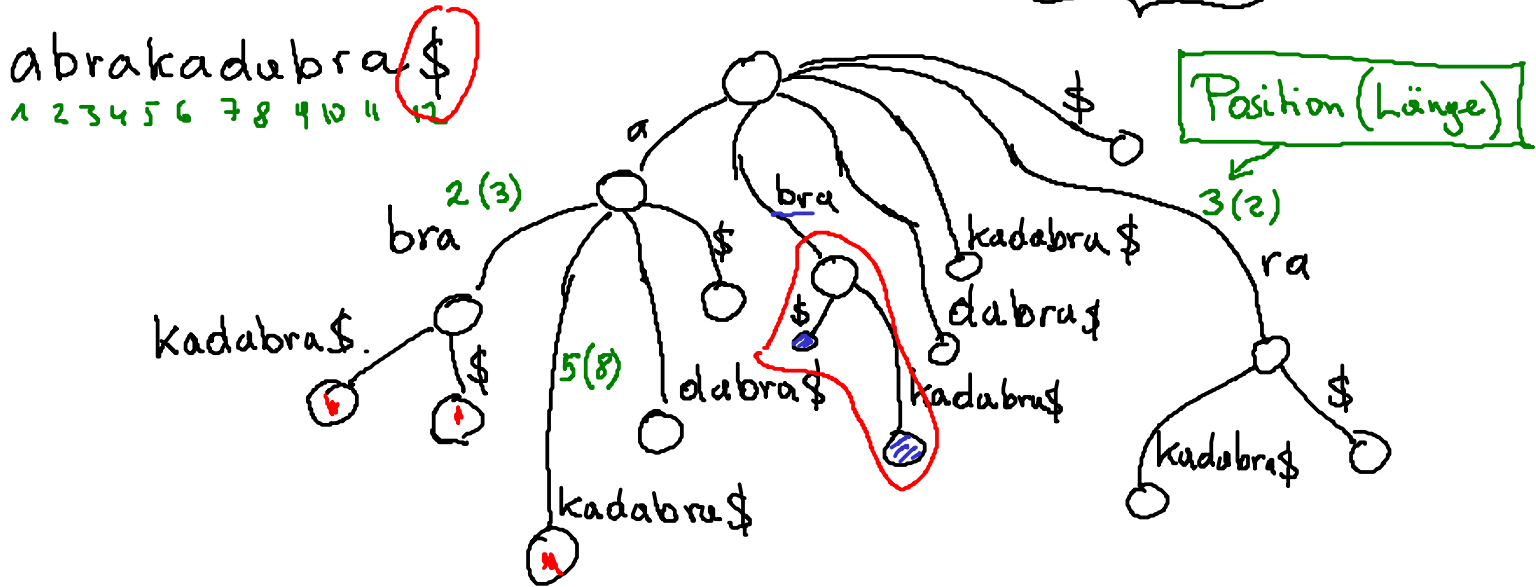 abrakadabra$
1 2 3 4 5 6 7 8 9 10 11 12
Position (Länge)
$
a
2 (3)
bra
3 (2)
bra
$
kadabra$
ra
kadabra$.
$
5 (8)
dabra$
$
dabra$
kadabra$
$
kadabra$
kadabra$